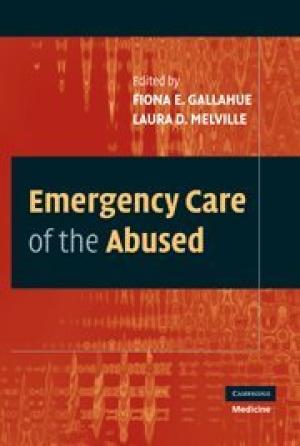 Edited by
FIONA E. GALLAHUE
LAURA D. MELVILLE
Emergency Care
of the Abused
CAMBRIDGE
Medicine